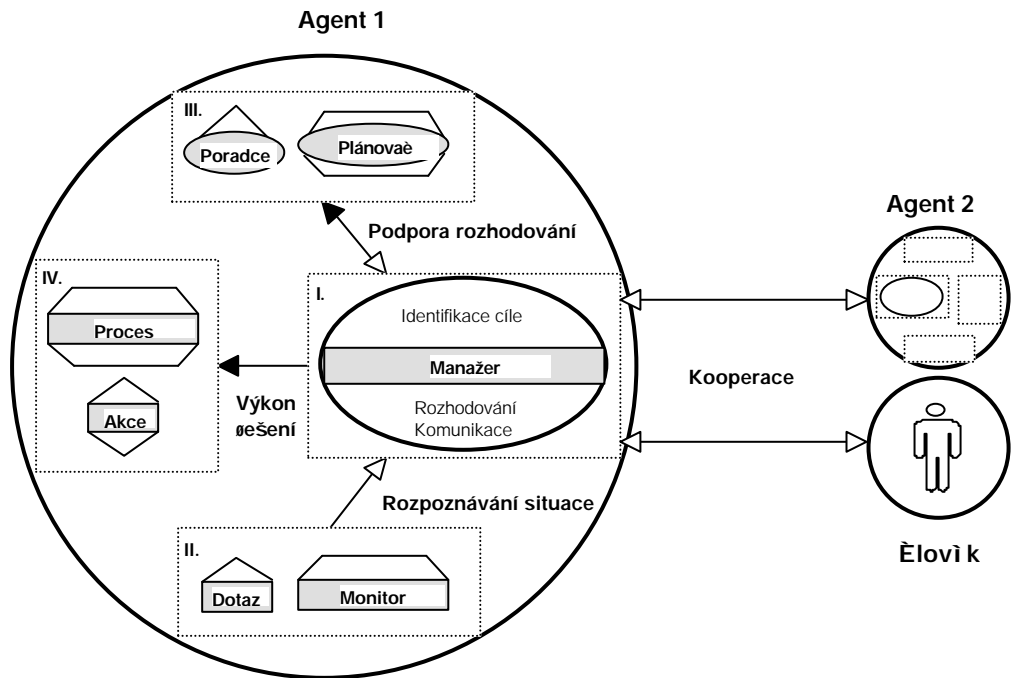 Agent 1
III.
Poradce
Plánovaè
Podpora rozhodování
Agent 2
IV.
Proces
Akce
I.
Identifikace cíle
Manažer
Rozhodování
Komunikace
Výkon
øešení
Kooperace
Rozpoznávání situace
II.
Dotaz
Monitor
Èlovìk